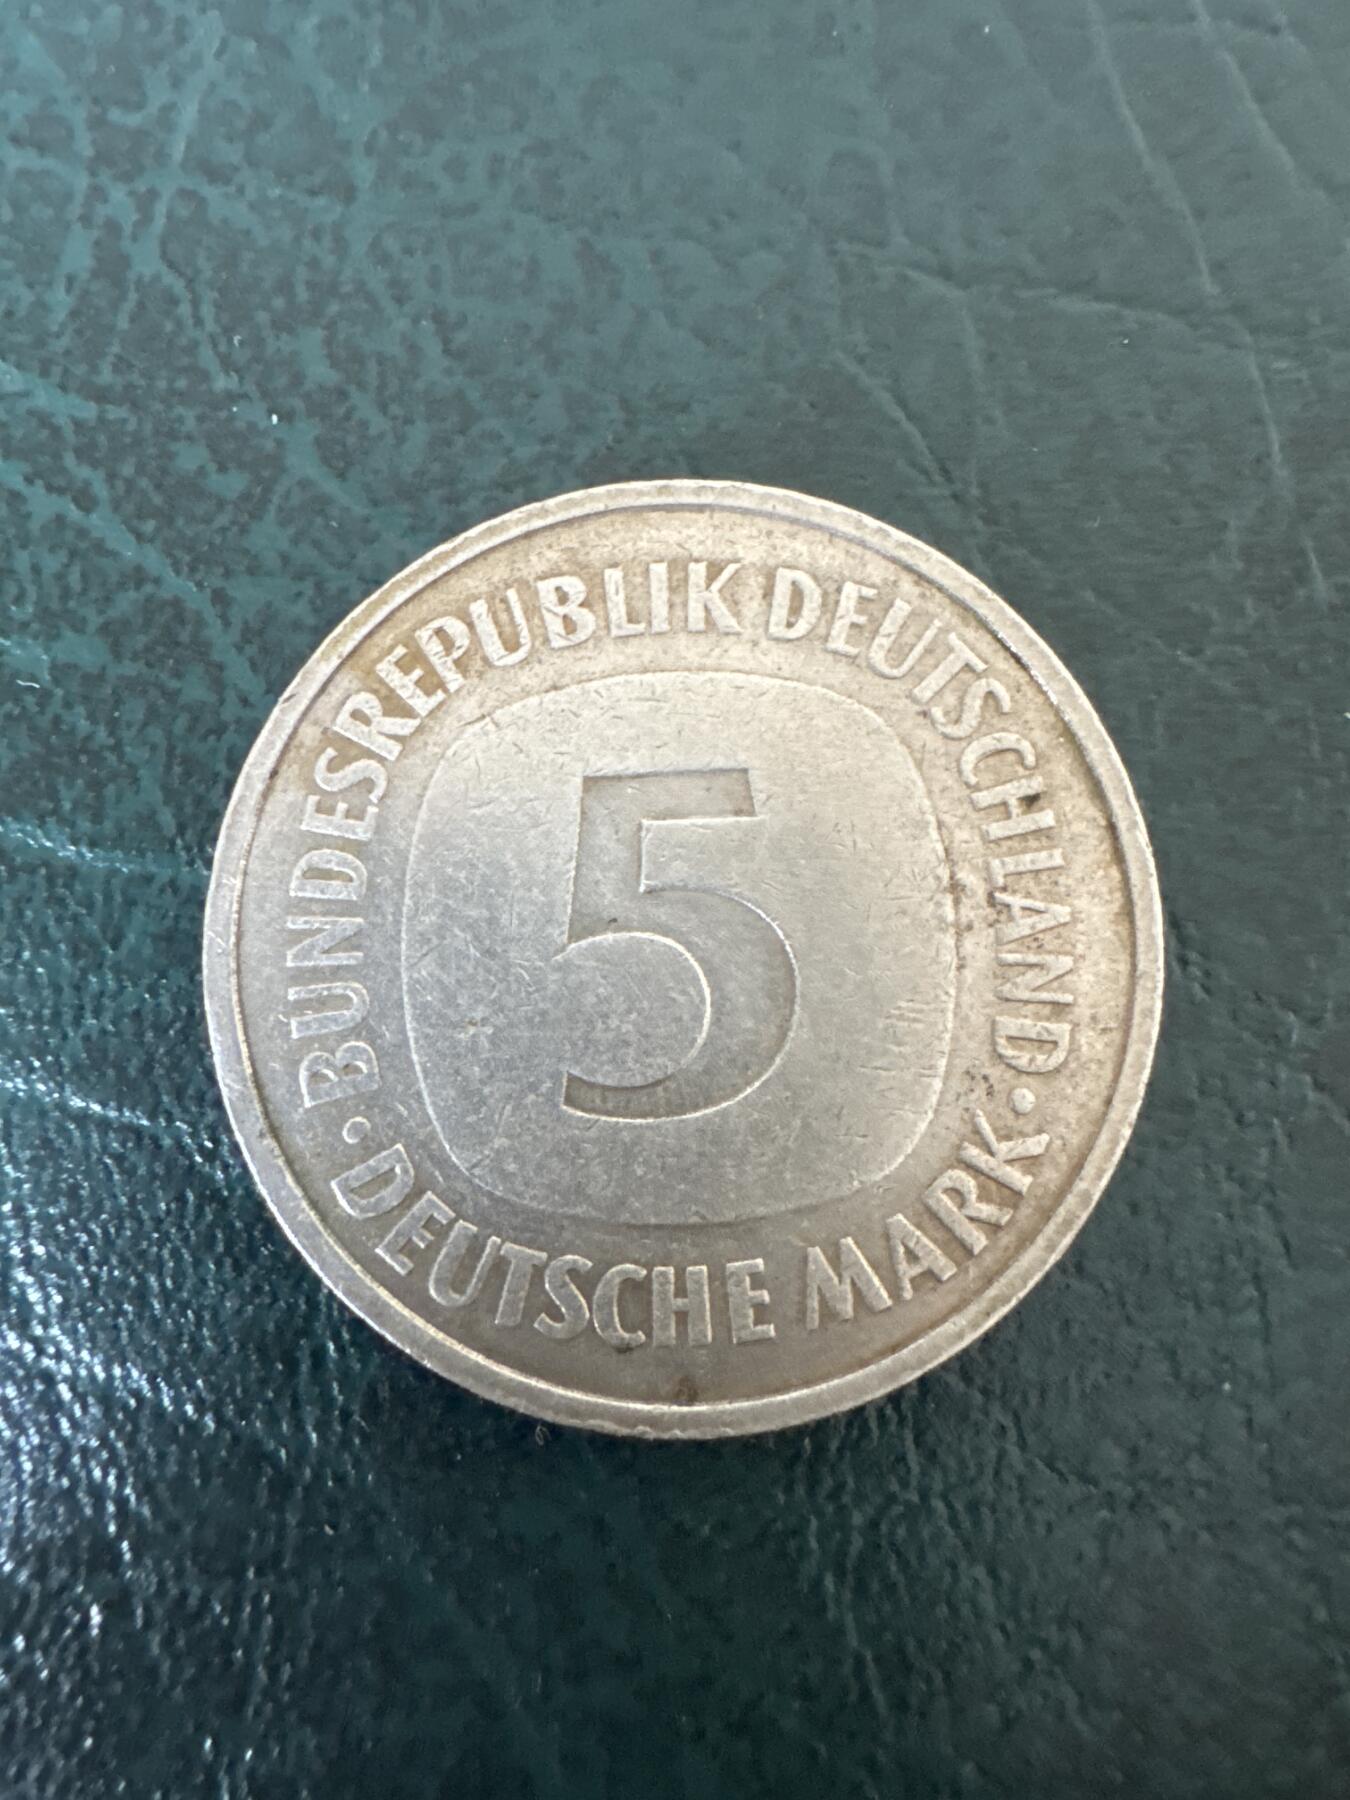 BUNDESREPUBLIK DEUTSCHLAND
5
· DEUTSCHE MARK ·